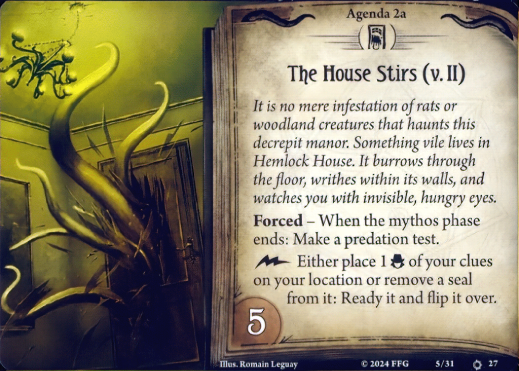 Agenda 2a
The House Stirs (v. II)
It is no mere infestation of rats or
woodland creatures that haunts this
decrepit manor. Something vile lives in
Hemlock House. It burrows through
the floor, writhes within its walls, and
watches you with invisible, hungry eyes.
Forced – When the mythos phase
ends: Make a predation test.
Either place 1 of your clues
on your location or remove a seal
from it: Ready it and flip it over.
5
Illus. Romain Leguay © 2024 FFG 5/31 27